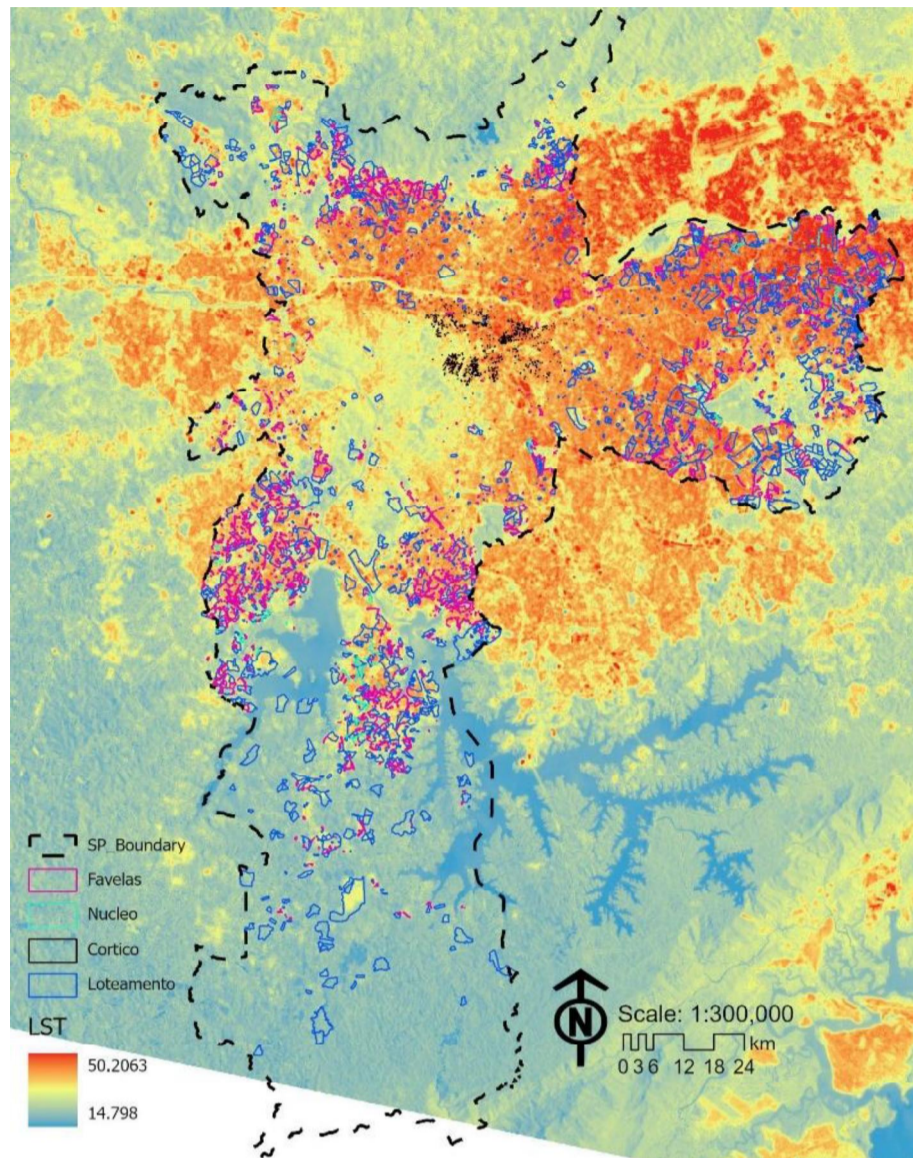 SP_Boundary
Favelas
Nucleo
Cortico
Loteamento
LST
50.2063
14.798
N
Scale: 1:300,000
km
0 3 6 12 18 24